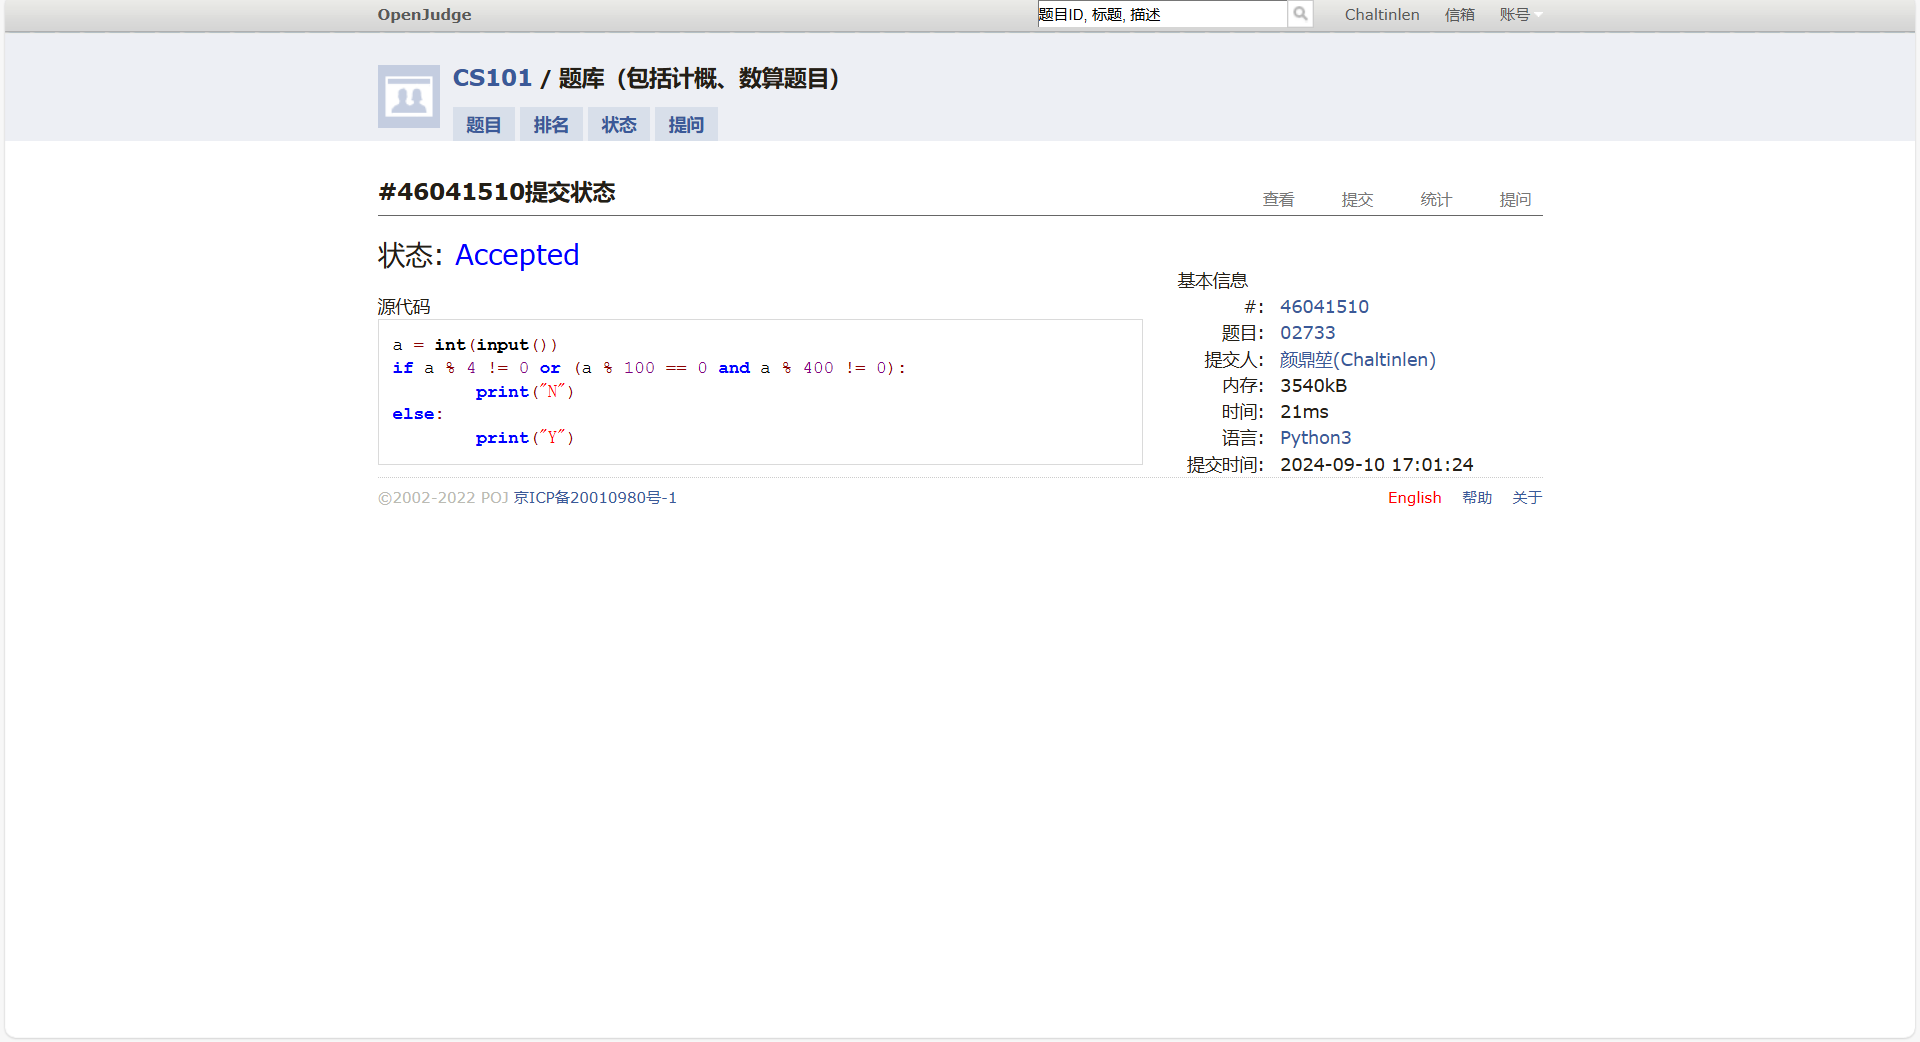 OpenJudge
题目ID, 标题, 描述
Chaltinlen 信箱 账号
CS101 / 题库（包括计概、数算题目）
题目 排名 状态 提问
#46041510提交状态
查看 提交 统计 提问
状态: Accepted
源代码
a = int(input())
if a % 4 != 0 or (a % 100 == 0 and a % 400 != 0):
        print("N")
else:
        print("Y")
基本信息
#: 46041510
题目: 02733
提交人: 颜鼎堃(Chaltinlen)
内存: 3540kB
时间: 21ms
语言: Python3
提交时间: 2024-09-10 17:01:24
©2002-2022 POJ 京ICP备20010980号-1
English 帮助 关于